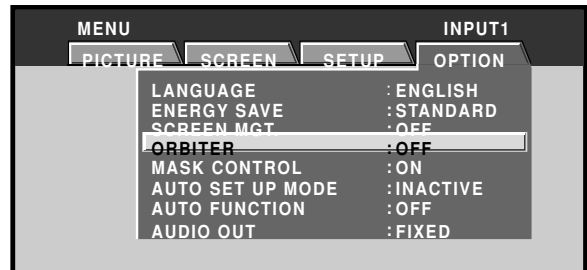 MENU INPUT1
PICTURE SCREEN SETUP OPTION
LANGUAGE : ENGLISH
ENERGY SAVE : STANDARD
SCREEN MGT. : OFF
ORBITER : OFF
MASK CONTROL : ON
AUTO SET UP MODE : INACTIVE
AUTO FUNCTION : OFF
AUDIO OUT : FIXED